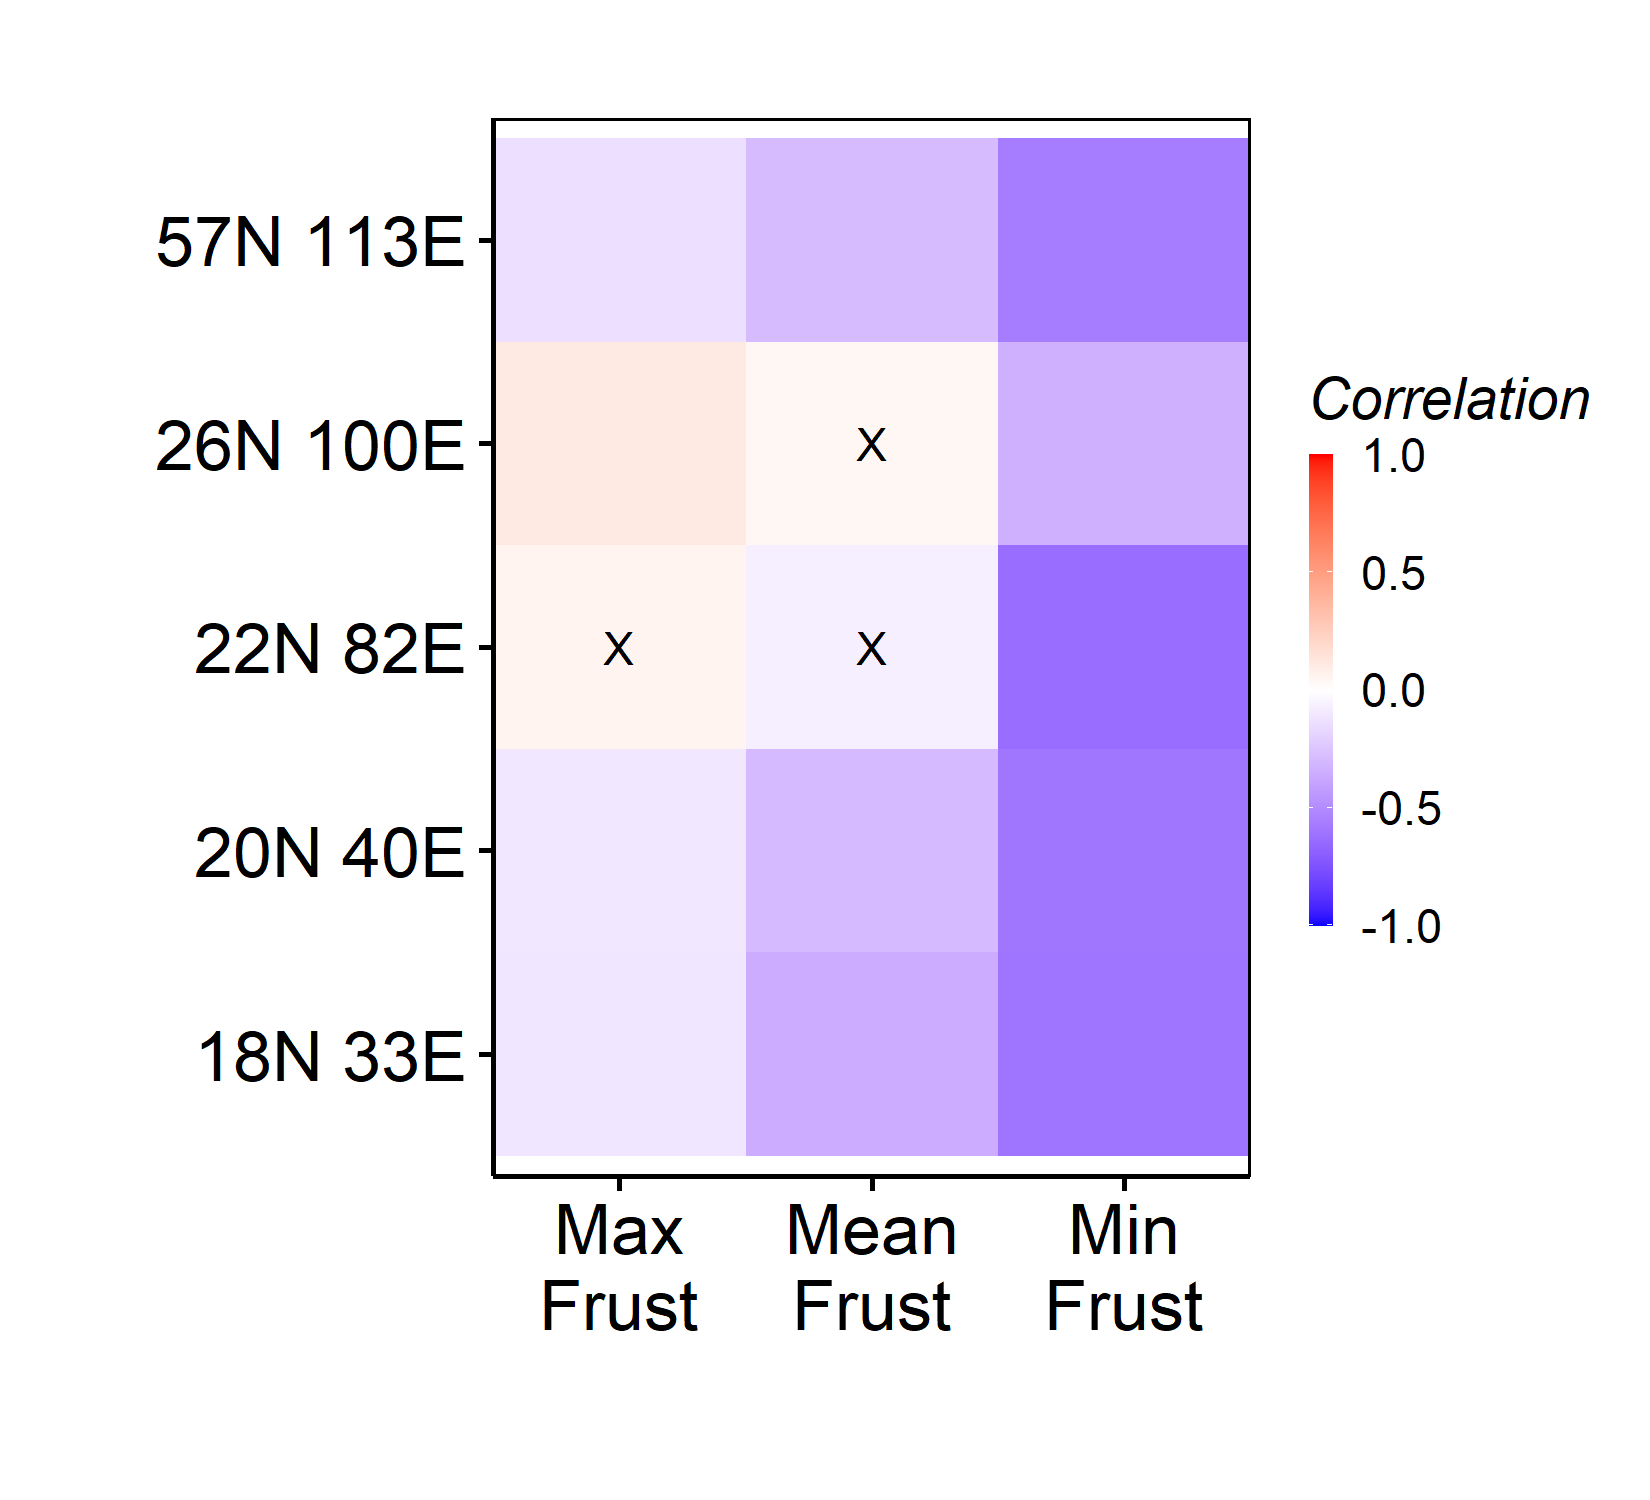 57N 113E
26N 100E
22N 82E
20N 40E
18N 33E
X
X
X
Max Frust
Mean Frust
Min Frust
Correlation
1.0
0.5
0.0
-0.5
-1.0